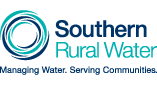 Southern
Rural Water
Managing Water. Serving Communities.